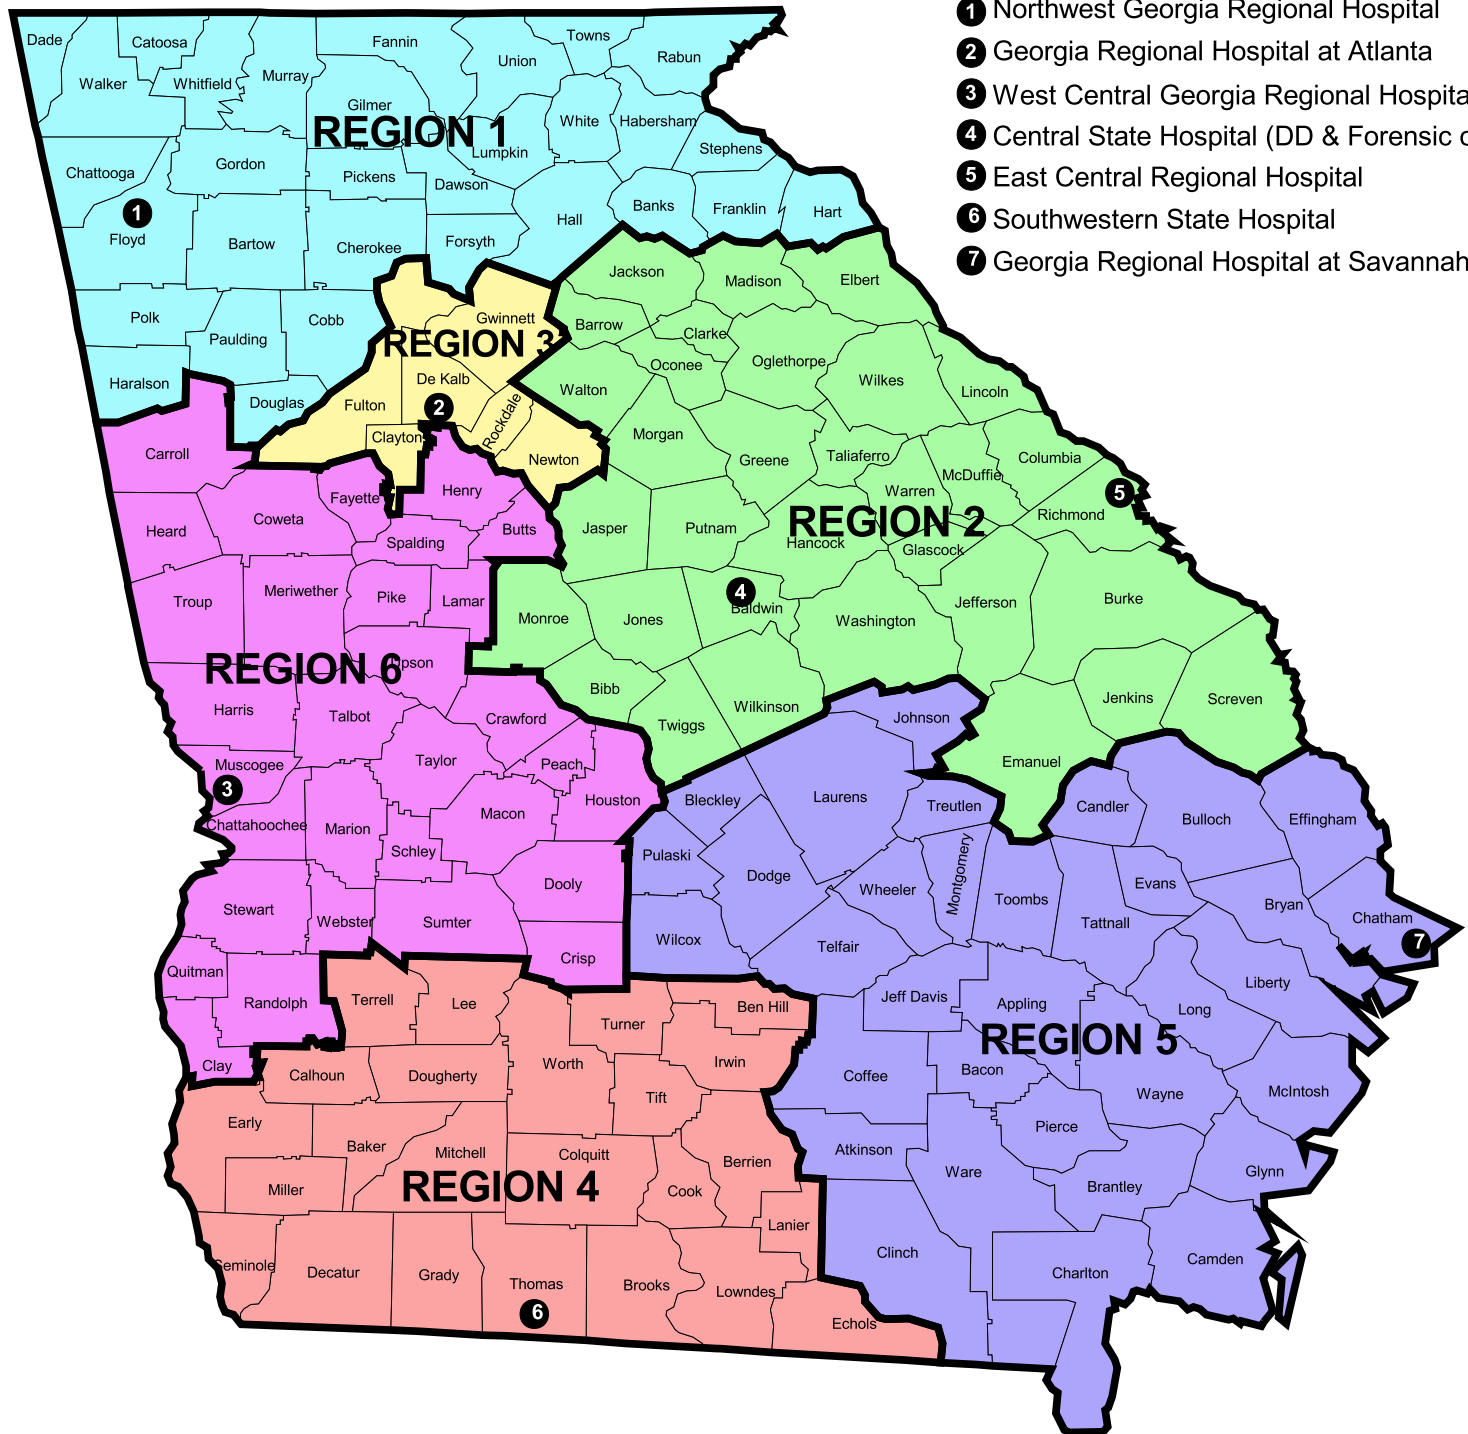 1 Northwest Georgia Regional Hospital
2 Georgia Regional Hospital at Atlanta
3 West Central Georgia Regional Hospita
4 Central State Hospital (DD & Forensic
5 East Central Regional Hospital
6 Southwestern State Hospital
7 Georgia Regional Hospital at Savannah
REGION 1
Dade
Catoosa
Walker
Whitfield
Murray
Fannin
Gilmer
Union
Towns
Rabun
White
Habersham
Lumpkin
Stephens
Chattooga
Gordon
Pickens
Dawson
1
Floyd
Bartow
Cherokee
Forsyth
Hall
Banks
Franklin
Hart
Polk
Paulding
Cobb
Haralson
Douglas
REGION 3
Gwinnett
De Kalb
2
Fulton
Clayton
Rockdale
Newton
REGION 2
Jackson
Madison
Elbert
Barrow
Clarke
Oconee
Oglethorpe
Walton
Wilkes
Lincoln
Morgan
Greene
Taliaferro
McDuffie
Columbia
Warren
5
Richmond
Jasper
Putnam
Hancock
Glascock
4
Baldwin
Monroe
Jones
Washington
Jefferson
Burke
Bibb
Twiggs
Wilkinson
Jenkins
Screven
Emanuel
REGION 6
Carroll
Heard
Coweta
Fayette
Henry
Spalding
Butts
Troup
Meriwether
Pike
Lamar
Upson
Harris
Talbot
Crawford
Taylor
Peach
Muscogee
3
Chattahoochee
Marion
Macon
Houston
Schley
Dooly
Stewart
Webster
Sumter
Crisp
Quitman
Randolph
Clay
REGION 4
Terrell
Lee
Turner
Ben Hill
Calhoun
Dougherty
Worth
Irwin
Tift
Early
Baker
Mitchell
Colquitt
Berrien
Miller
Cook
Lanier
Seminole
Decatur
Grady
Thomas
6
Brooks
Lowndes
Echols
REGION 5
Johnson
Bleckley
Laurens
Treutlen
Candler
Bulloch
Effingham
Pulaski
Dodge
Wheeler
Montgomery
Toombs
Evans
Tattnall
Bryan
Chatham
7
Wilcox
Telfair
Jeff Davis
Appling
Long
Liberty
Coffee
Bacon
Wayne
McIntosh
Pierce
Atkinson
Ware
Brantley
Glynn
Clinch
Charlton
Camden